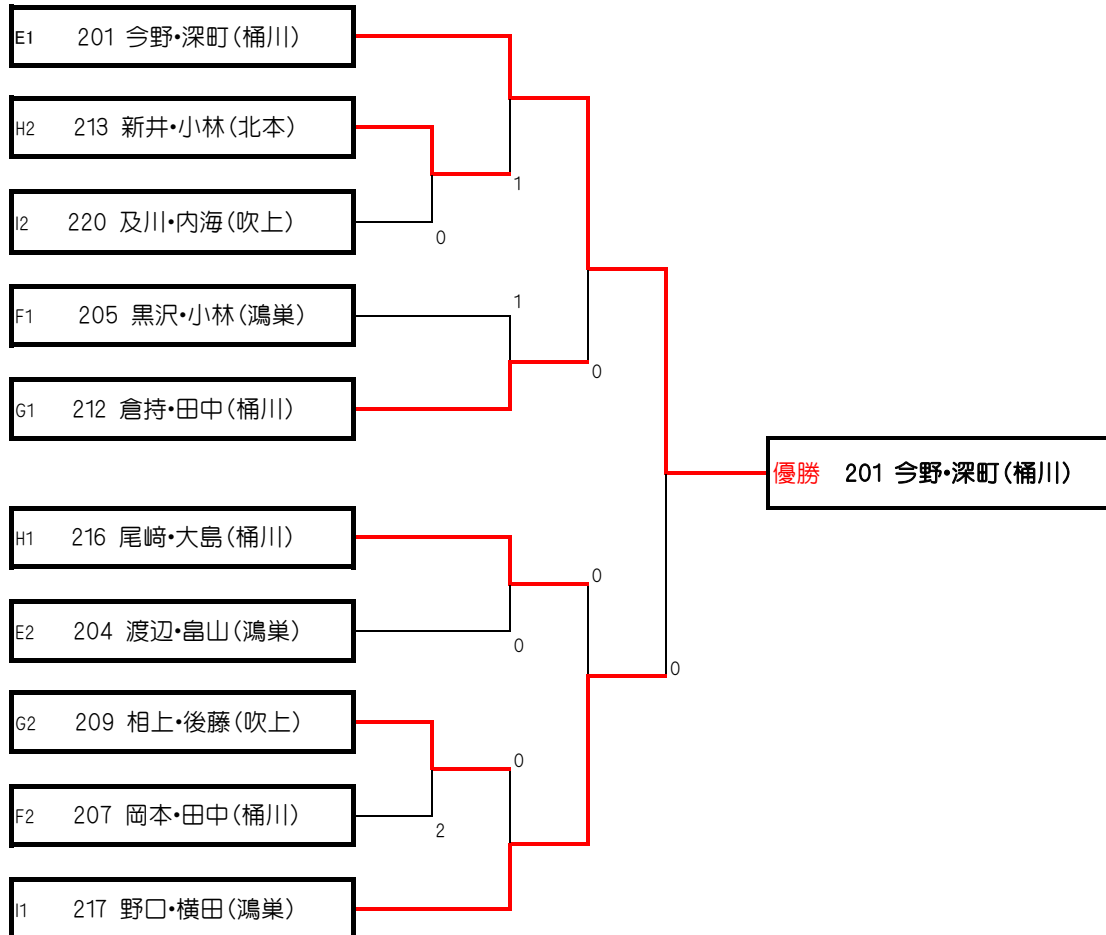 E1 201 今野・深町(桶川)
H2 213 新井・小林(北本)
1
I2 220 及川・内海(吹上)
0
1
F1 205 黒沢・小林(鴻巣)
0
G1 212 倉持・田中(桶川)
優勝 201 今野・深町(桶川)
H1 216 尾﨑・大島(桶川)
0
E2 204 渡辺・畠山(鴻巣)
0
0
G2 209 相上・後藤(吹上)
0
F2 207 岡本・田中(桶川)
2
I1 217 野口・横田(鴻巣)